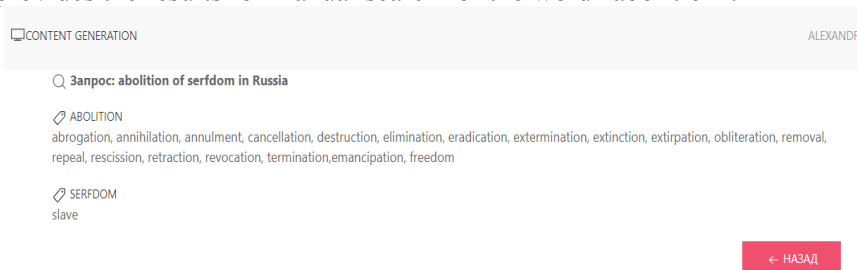 CONTENT GENERATION
ALEXANDR
Запрос: abolition of serfdom in Russia
ABOLITION
abrogation, annihilation, annulment, cancellation, destruction, elimination, eradication, extermination, extinction, extirpation, obliteration, removal,
repeal, rescission, retraction, revocation, termination,emancipation, freedom
SERFDOM
slave
← НАЗАД